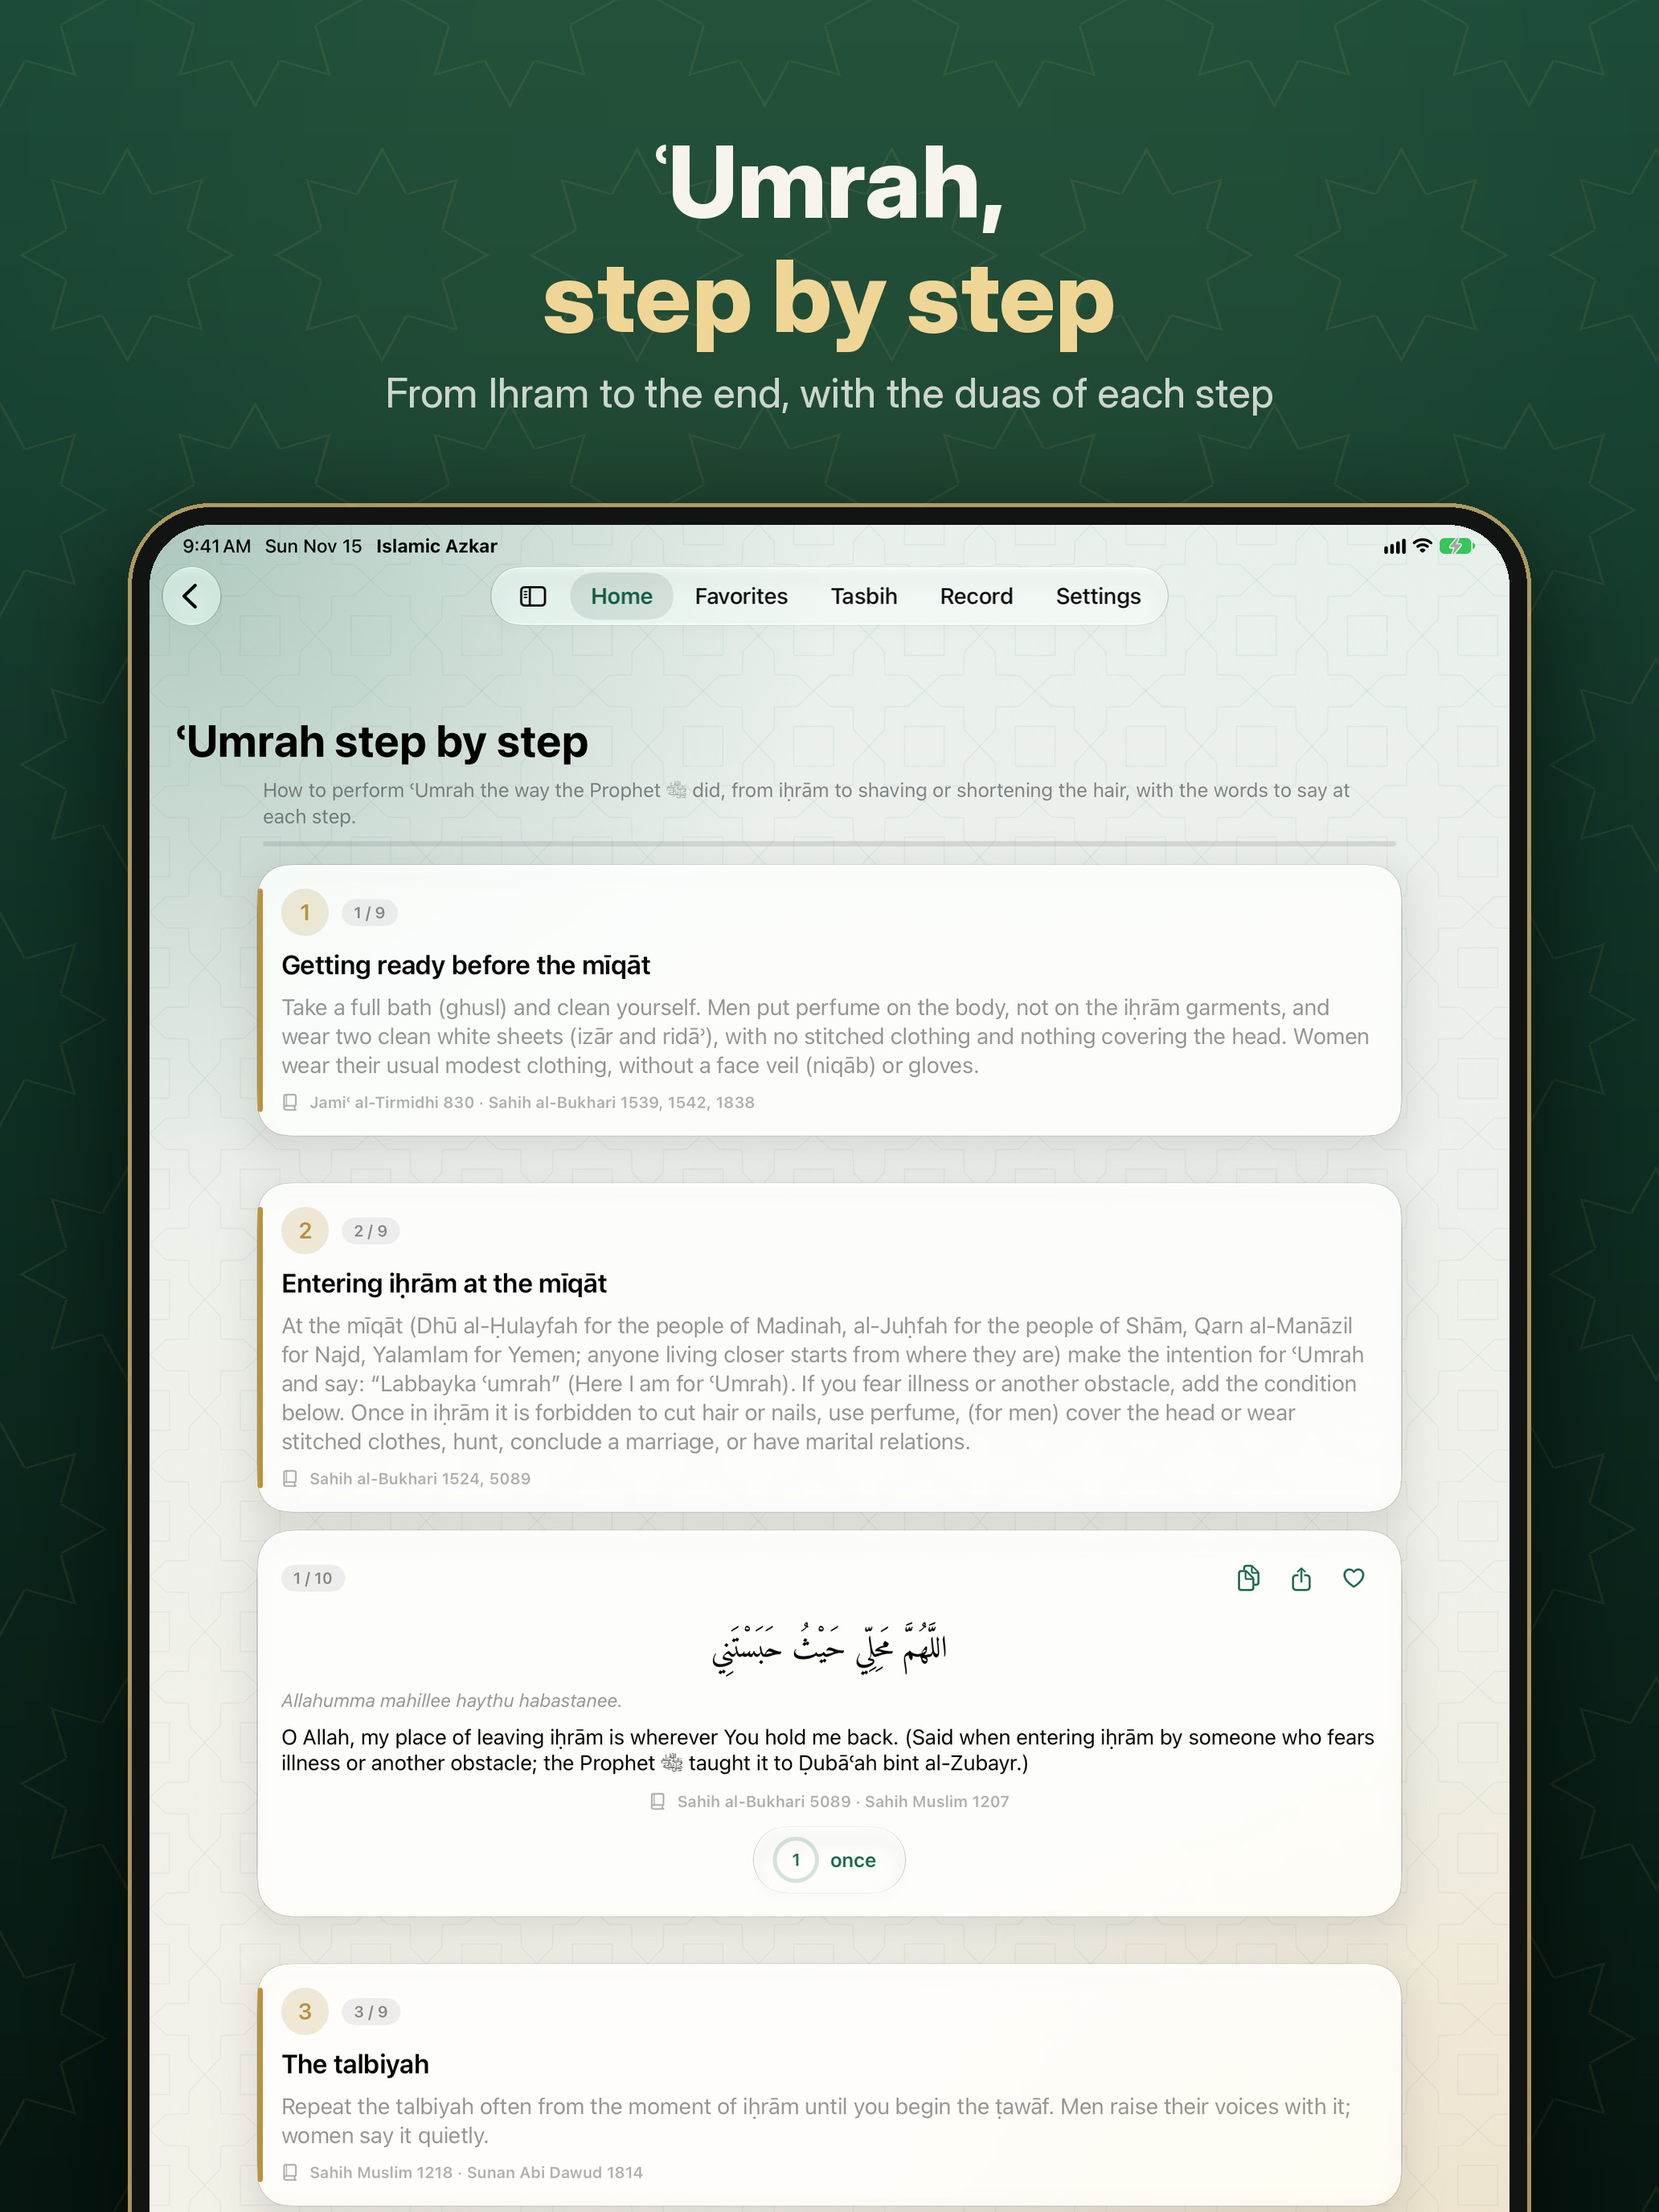 ʿUmrah,
step by step
From Ihram to the end, with the duas of each step
9:41 AM Sun Nov 15 Islamic Azkar
Home Favorites Tasbih Record Settings
ʿUmrah step by step
How to perform ʿUmrah the way the Prophet ﷺ did, from iḥrām to shaving or shortening the hair, with the words to say at
each step.
1 1 / 9
Getting ready before the mīqāt
Take a full bath (ghusl) and clean yourself. Men put perfume on the body, not on the iḥrām garments, and
wear two clean white sheets (izār and ridāʾ), with no stitched clothing and nothing covering the head. Women
wear their usual modest clothing, without a face veil (niqāb) or gloves.
Jamiʿ al-Tirmidhi 830 · Sahih al-Bukhari 1539, 1542, 1838
2 2 / 9
Entering iḥrām at the mīqāt
At the mīqāt (Dhū al-Ḥulayfah for the people of Madinah, al-Juḥfah for the people of Shām, Qarn al-Manāzil
for Najd, Yalamlam for Yemen; anyone living closer starts from where they are) make the intention for ʿUmrah
and say: “Labbayka ʿumrah” (Here I am for ʿUmrah). If you fear illness or another obstacle, add the condition
below. Once in iḥrām it is forbidden to cut hair or nails, use perfume, (for men) cover the head or wear
stitched clothes, hunt, conclude a marriage, or have marital relations.
Sahih al-Bukhari 1524, 5089
1 / 10
اللَّهُمَّ مَحِلِّي حَيْثُ حَبَسْتَنِي
Allahumma mahillee haythu habastanee.
O Allah, my place of leaving iḥrām is wherever You hold me back. (Said when entering iḥrām by someone who fears
illness or another obstacle; the Prophet ﷺ taught it to Ḍubāʿah bint al-Zubayr.)
Sahih al-Bukhari 5089 · Sahih Muslim 1207
1 once
3 3 / 9
The talbiyah
Repeat the talbiyah often from the moment of iḥrām until you begin the ṭawāf. Men raise their voices with it;
women say it quietly.
Sahih Muslim 1218 · Sunan Abi Dawud 1814